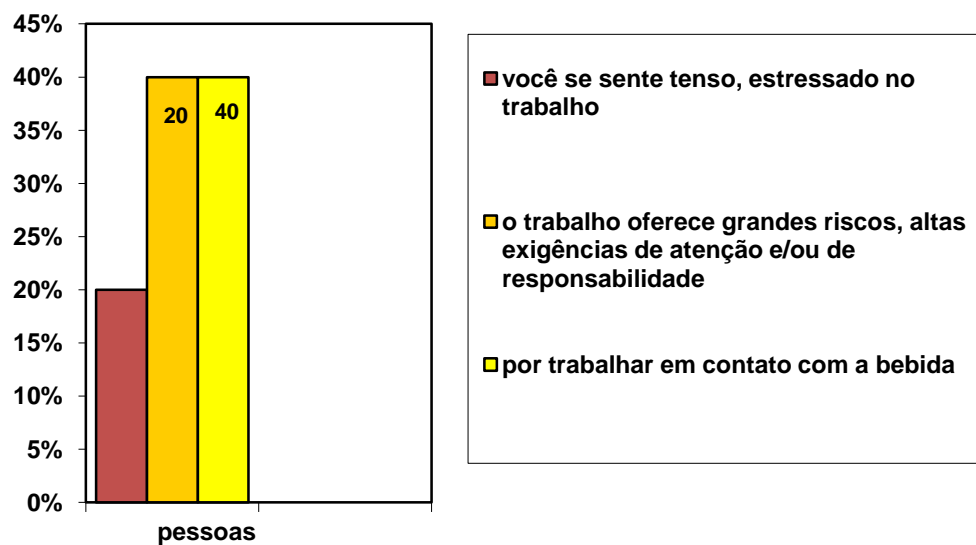 45%
40%
35%
30%
25%
20%
15%
10%
5%
0%
20
40
pessoas
você se sente tenso, estressado no
trabalho
o trabalho oferece grandes riscos, altas
exigências de atenção e/ou de
responsabilidade
por trabalhar em contato com a bebida